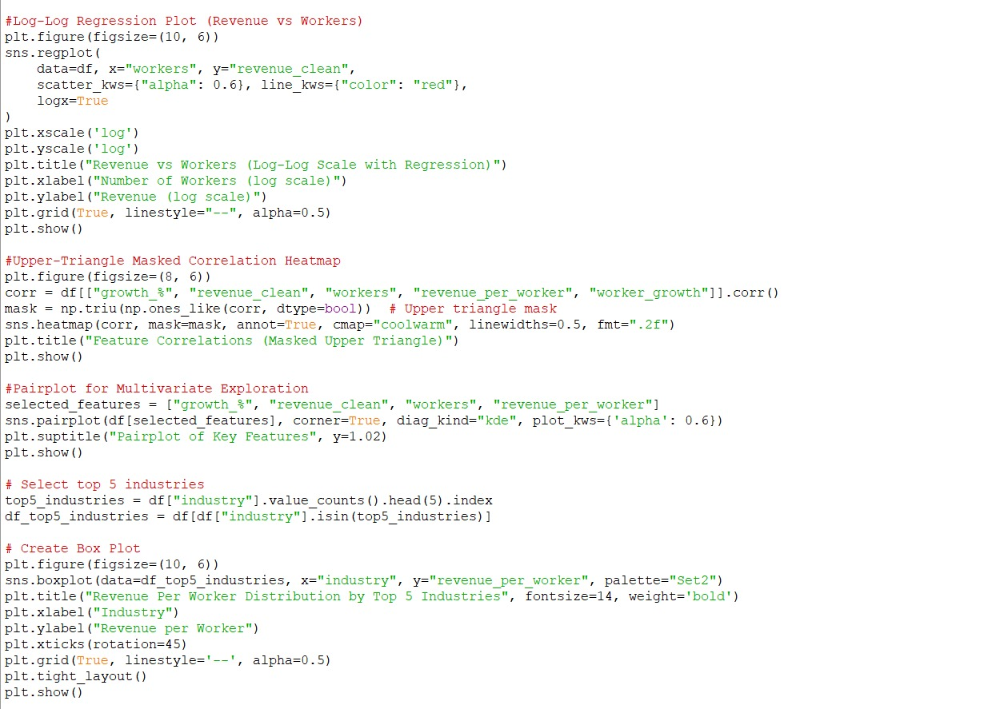 #Log-Log Regression Plot (Revenue vs Workers)
plt.figure(figsize=(10, 6))
sns.regplot(
    data=df, x="workers", y="revenue_clean",
    scatter_kws={"alpha": 0.6}, line_kws={"color": "red"},
    logx=True
)
plt.xscale('log')
plt.yscale('log')
plt.title("Revenue vs Workers (Log-Log Scale with Regression)")
plt.xlabel("Number of Workers (log scale)")
plt.ylabel("Revenue (log scale)")
plt.grid(True, linestyle="--", alpha=0.5)
plt.show()

#Upper-Triangle Masked Correlation Heatmap
plt.figure(figsize=(8, 6))
corr = df[["growth_%", "revenue_clean", "workers", "revenue_per_worker", "worker_growth"]].corr()
mask = np.triu(np.ones_like(corr, dtype=bool))  # Upper triangle mask
sns.heatmap(corr, mask=mask, annot=True, cmap="coolwarm", linewidths=0.5, fmt=".2f")
plt.title("Feature Correlations (Masked Upper Triangle)")
plt.show()

#Pairplot for Multivariate Exploration
selected_features = ["growth_%", "revenue_clean", "workers", "revenue_per_worker"]
sns.pairplot(df[selected_features], corner=True, diag_kind="kde", plot_kws={'alpha': 0.6})
plt.suptitle("Pairplot of Key Features", y=1.02)
plt.show()

# Select top 5 industries
top5_industries = df["industry"].value_counts().head(5).index
df_top5_industries = df[df["industry"].isin(top5_industries)]

# Create Box Plot
plt.figure(figsize=(10, 6))
sns.boxplot(data=df_top5_industries, x="industry", y="revenue_per_worker", palette="Set2")
plt.title("Revenue Per Worker Distribution by Top 5 Industries", fontsize=14, weight='bold')
plt.xlabel("Industry")
plt.ylabel("Revenue per Worker")
plt.xticks(rotation=45)
plt.grid(True, linestyle='--', alpha=0.5)
plt.tight_layout()
plt.show()